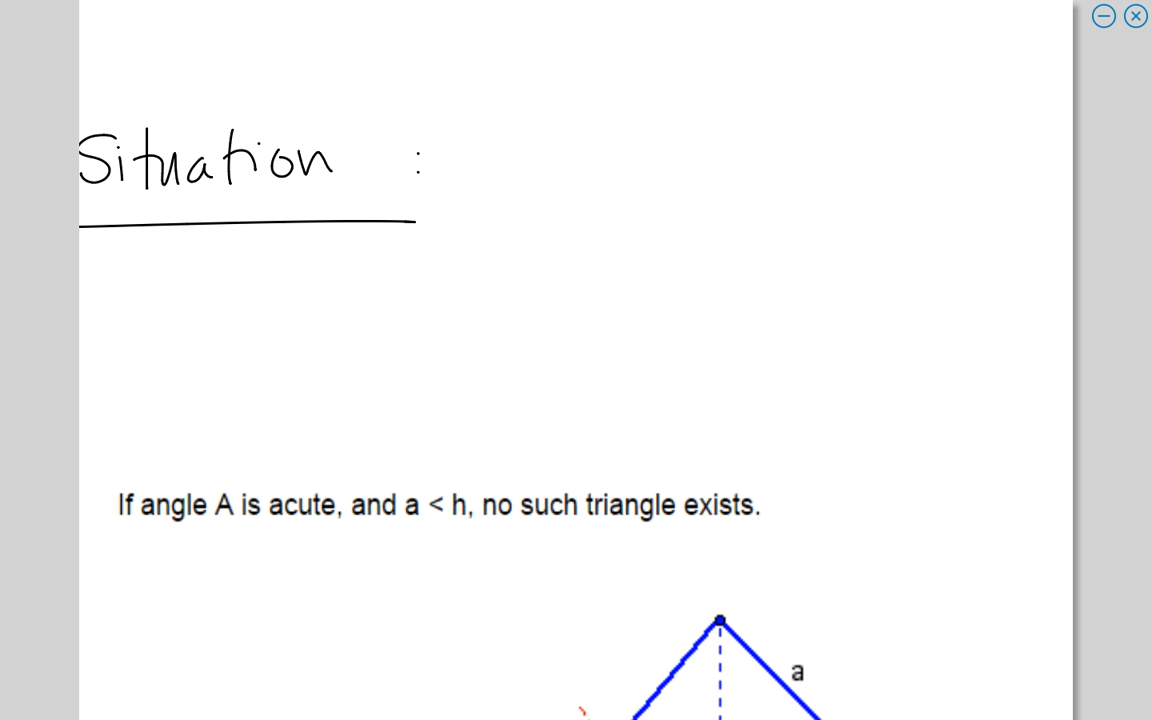 Situation :
If angle A is acute, and a < h, no such triangle exists.
a